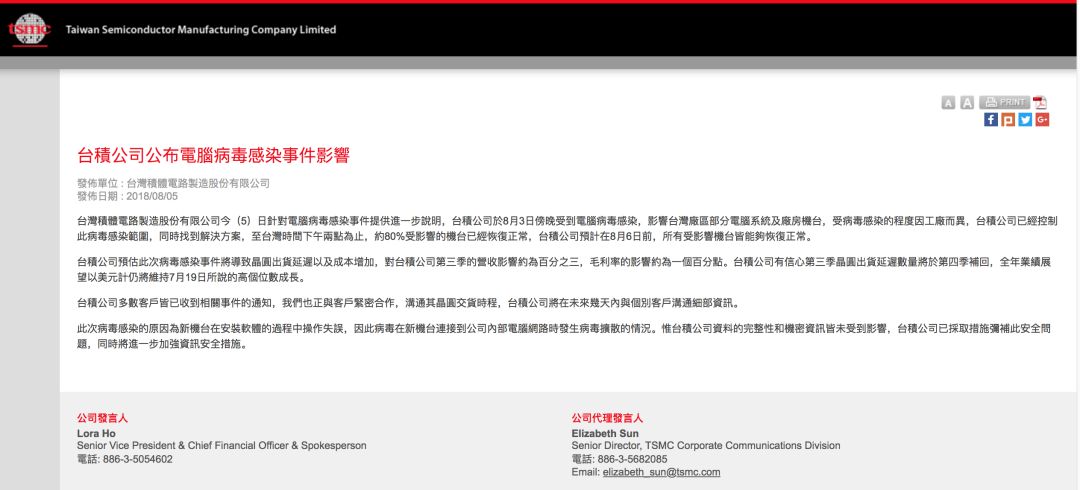 tsmc Taiwan Semiconductor Manufacturing Company Limited
A A PRINT
台積公司公布電腦病毒感染事件影響
發佈單位 : 台灣積體電路製造股份有限公司
發佈日期 : 2018/08/05
台灣積體電路製造股份有限公司今（5）日針對電腦病毒感染事件提供進一步說明，台積公司於8月3日傍晚受到電腦病毒感染，影響台灣廠區部分電腦系統及廠房機台，受病毒感染的程度因工廠而異，台積公司已經控制
此病毒感染範圍，同時找到解決方案，至台灣時間下午兩點為止，約80%受影響的機台已經恢復正常，台積公司預計在8月6日前，所有受影響機台皆能夠恢復正常。
台積公司預估此次病毒感染事件將導致晶圓出貨延遲以及成本增加，對台積公司第三季的營收影響約為百分之三，毛利率的影響約為一個百分點。台積公司有信心第三季晶圓出貨延遲數量將於第四季補回，全年業績展
望以美元計仍將維持7月19日所說的高個位數成長。
台積公司多數客戶皆已收到相關事件的通知，我們也正與客戶緊密合作，溝通其晶圓交貨時程，台積公司將在未來幾天內與個別客戶溝通細部資訊。
此次病毒感染的原因為新機台在安裝軟體的過程中操作失誤，因此病毒在新機台連接到公司內部電腦網路時發生病毒擴散的情況。惟台積公司資料的完整性和機密資訊皆未受到影響，台積公司已採取措施彌補此安全問
題，同時將進一步加強資訊安全措施。
公司發言人
Lora Ho
Senior Vice President & Chief Financial Officer & Spokesperson
電話: 886-3-5054602
公司代理發言人
Elizabeth Sun
Senior Director, TSMC Corporate Communications Division
電話: 886-3-5682085
Email: elizabeth_sun@tsmc.com